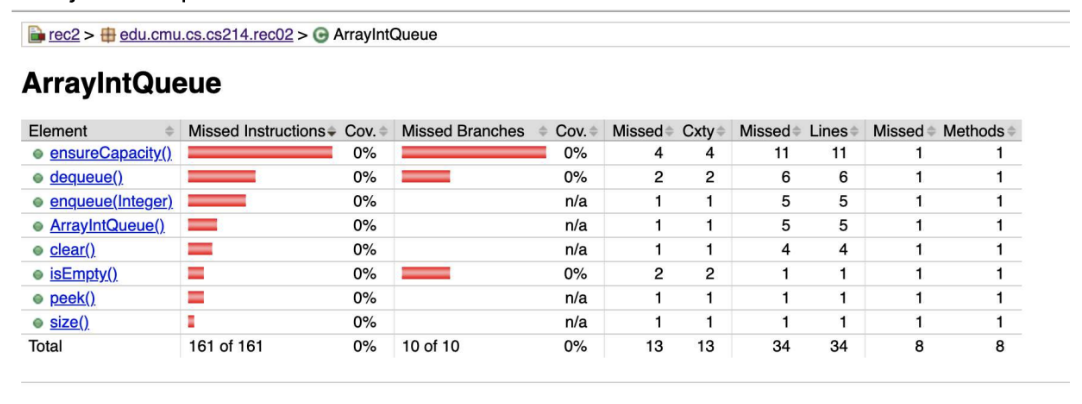 rec2 > edu.cmu.cs.cs214.rec02 > ArrayIntQueue
ArrayIntQueue
Element Missed Instructions Cov. Missed Branches Cov. Missed Cxty Missed Lines Missed Methods
ensureCapacity() 0% 0% 4 4 11 11 1 1
dequeue() 0% 0% 2 2 6 6 1 1
enqueue(Integer) 0% n/a 1 1 5 5 1 1
ArrayIntQueue() 0% n/a 1 1 5 5 1 1
clear() 0% n/a 1 1 4 4 1 1
isEmpty() 0% 0% 2 2 1 1 1 1
peek() 0% n/a 1 1 1 1 1 1
size() 0% n/a 1 1 1 1 1 1
Total 161 of 161 0% 10 of 10 0% 13 13 34 34 8 8